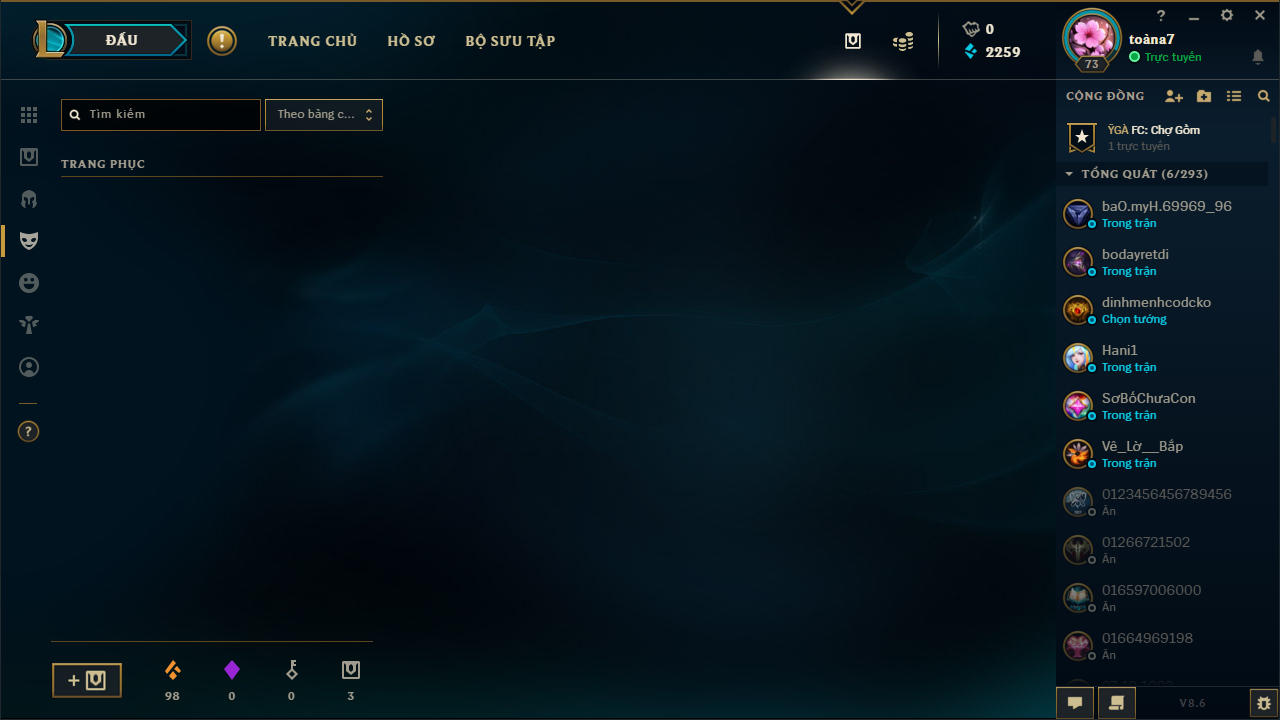 ĐẤU
!
TRANG CHỦ
HỒ SƠ
BỘ SƯU TẬP
0
2259
?
73
toảna7
Trực tuyến
CỘNG ĐỒNG
ỸGÀ FC: Chợ Gồm
1 trực tuyến
TỔNG QUÁT (6/293)
baO.myH.69969_96
Trong trận
bodayretdi
Trong trận
dinhmenhcodcko
Chọn tướng
Hani1
Trong trận
SơBốChưaCon
Trong trận
Vê_Lờ__Bắp
Trong trận
0123456456789456
Ẩn
01266721502
Ẩn
016597006000
Ẩn
01664969198
Ẩn
V8.6
Tìm kiếm
Theo bảng c...
TRANG PHỤC
?
98
0
0
3